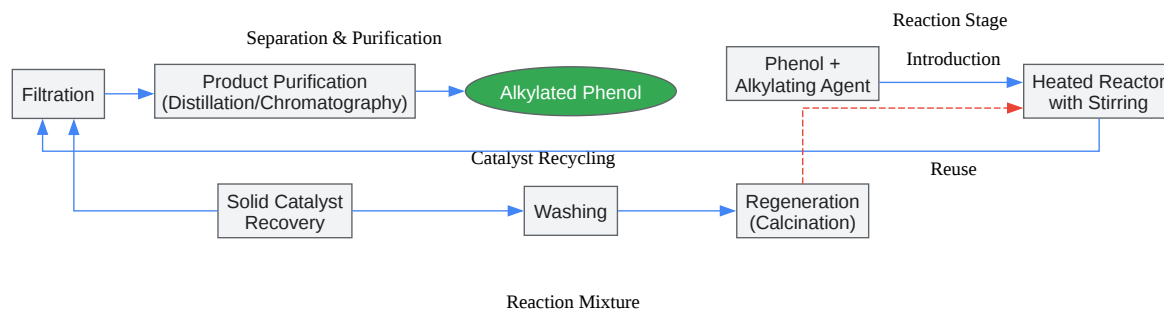 Reaction Stage
Separation & Purification
Introduction
Phenol +
Alkylating Agent
Heated Reactor
with Stirring
Filtration
Product Purification
(Distillation/Chromatography)
Alkylated Phenol
Catalyst Recycling
Reuse
Solid Catalyst
Recovery
Washing
Regeneration
(Calcination)
Reaction Mixture